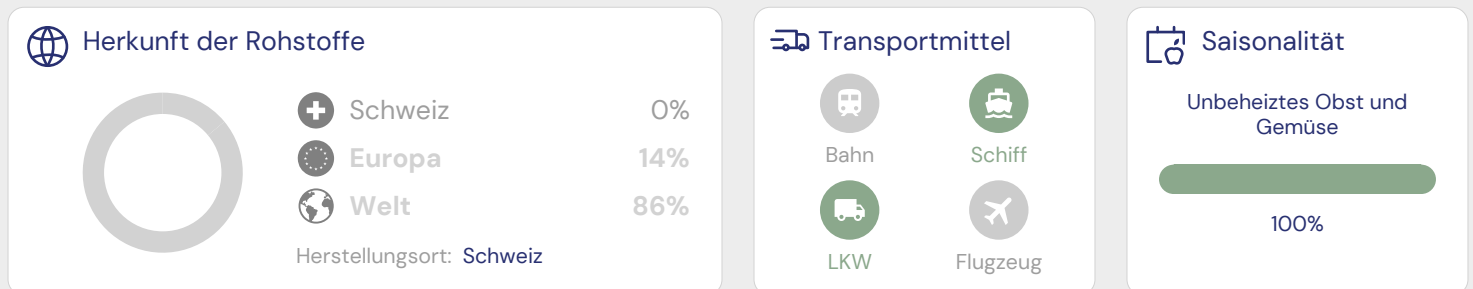 Herkunft der Rohstoffe
Schweiz 0%
Europa 14%
Welt 86%
Herstellungsort: Schweiz
Transportmittel
Bahn Schiff
LKW Flugzeug
Saisonalität
Unbeheiztes Obst und
Gemüse
100%